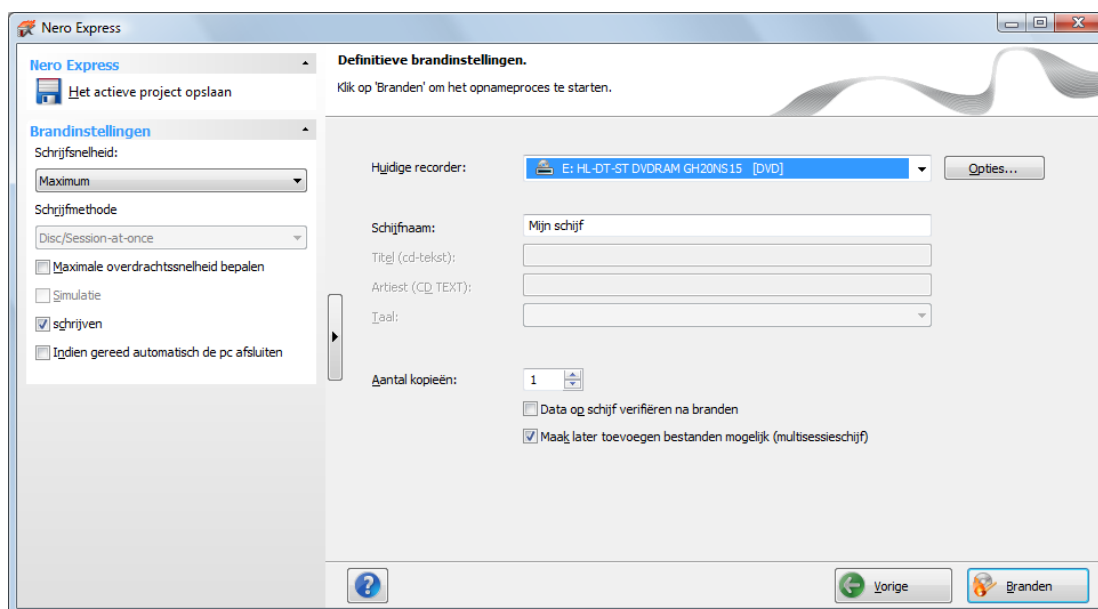 Nero Express
Nero Express
Het actieve project opslaan
Brandinstellingen
Schrijfsnelheid:
Maximum
Schrijfmethode
Disc/Session-at-once
Maximale overdrachtssnelheid bepalen
Simulatie
schrijven
Indien gereed automatisch de pc afsluiten
Definitieve brandinstellingen.
Klik op 'Branden' om het opnameproces te starten.
Huidige recorder:
E: HL-DT-ST DVDRAM GH20NS15 [DVD]
Opties...
Schijfnaam:
Mijn schijf
Titel (cd-tekst):
Artiest (CD TEXT):
Taal:
Aantal kopieën:
1
Data op schijf verifiëren na branden
Maak later toevoegen bestanden mogelijk (multisessieschijf)
Vorige
Branden